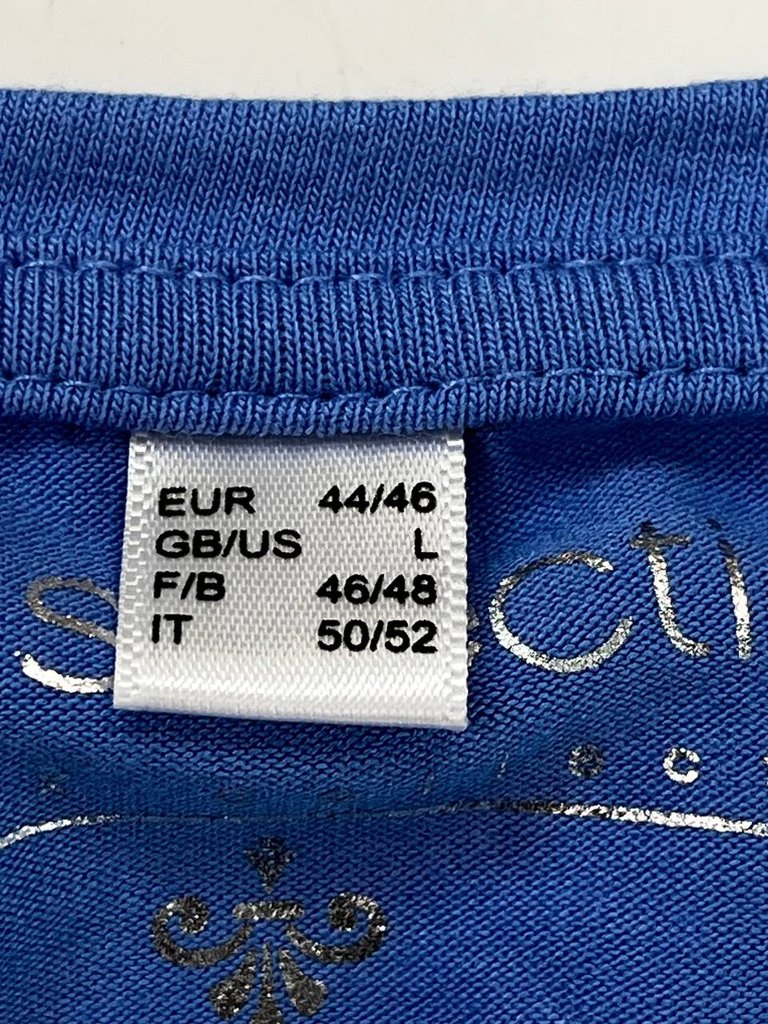 EUR 44/46
GB/US L
F/B 46/48
IT 50/52